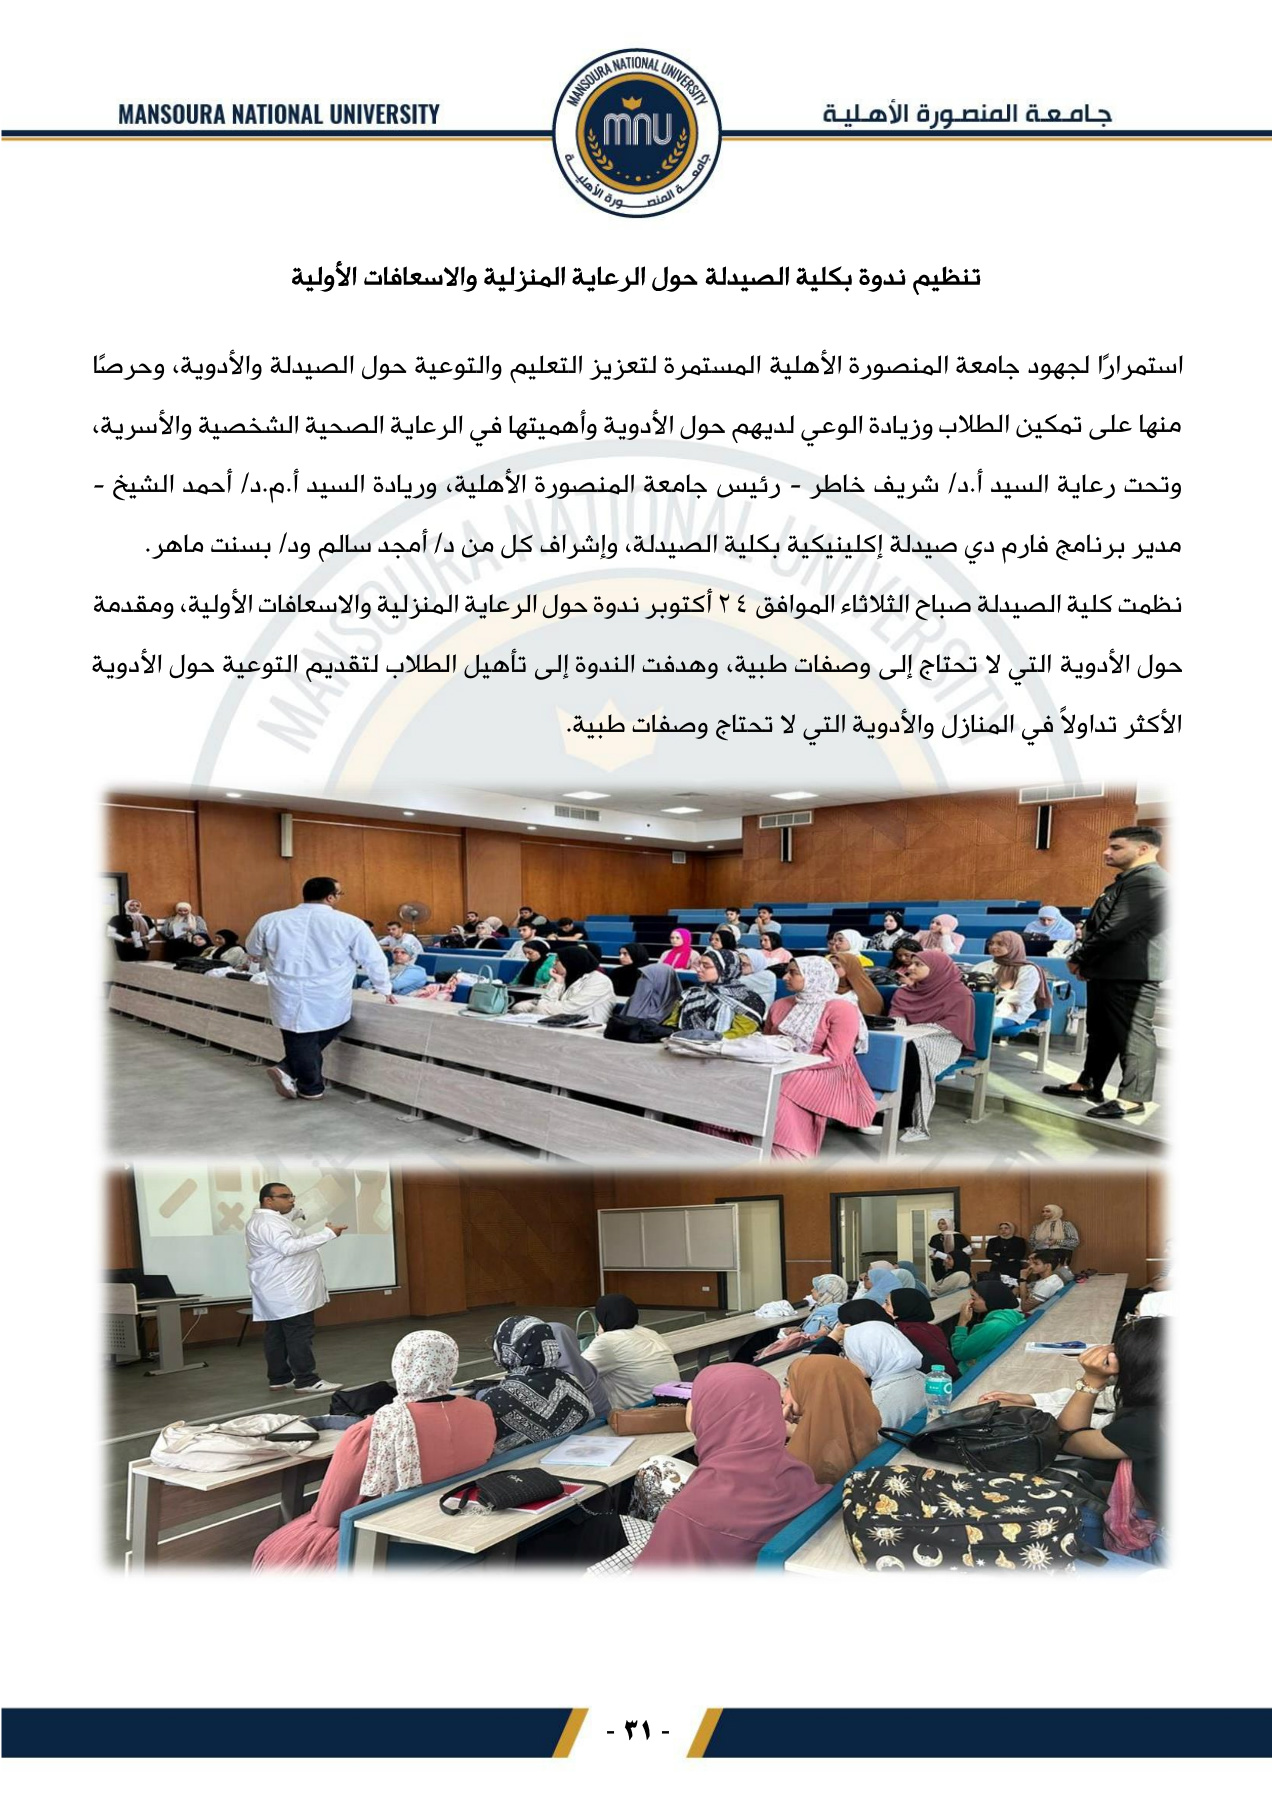 MANSOURA NATIONAL UNIVERSITY
جامعة المنصورة الأهلية
MANSOURA NATIONAL UNIVERSITY
mnu
جامعة المنصورة الأهلية
تنظيم ندوة بكلية الصيدلة حول الرعاية المنزلية والاسعافات الأولية
استمرارًا لجهود جامعة المنصورة الأهلية المستمرة لتعزيز التعليم والتوعية حول الصيدلة والأدوية، وحرصًا
منها على تمكين الطلاب وزيادة الوعي لديهم حول الأدوية وأهميتها في الرعاية الصحية الشخصية والأسرية،
وتحت رعاية السيد أ.د/ شريف خاطر - رئيس جامعة المنصورة الأهلية، وريادة السيد أ.م.د/ أحمد الشيخ -
مدير برنامج فارم دي صيدلة إكلينيكية بكلية الصيدلة، وإشراف كل من د/ أمجد سالم ود/ بسنت ماهر.
نظمت كلية الصيدلة صباح الثلاثاء الموافق ٢٤ أكتوبر ندوة حول الرعاية المنزلية والاسعافات الأولية، ومقدمة
حول الأدوية التي لا تحتاج إلى وصفات طبية، وهدفت الندوة إلى تأهيل الطلاب لتقديم التوعية حول الأدوية
الأكثر تداولاً في المنازل والأدوية التي لا تحتاج وصفات طبية.
MANSOURA NATIONAL UNIVERSITY
- ٣١ -